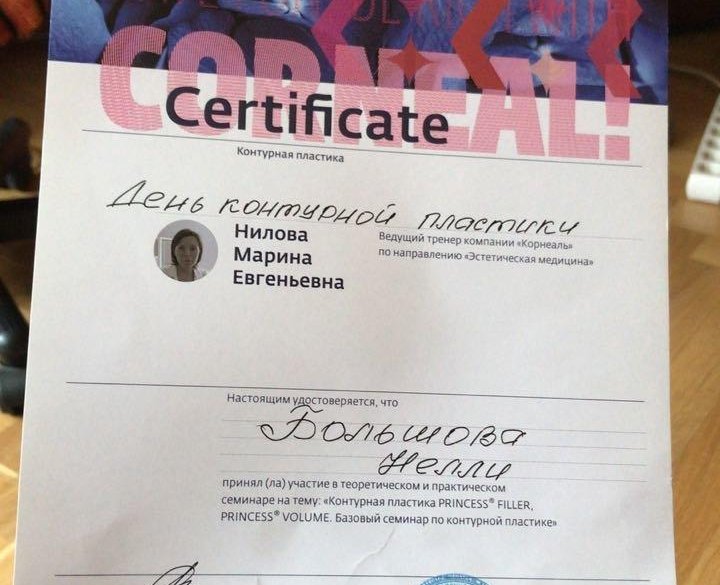 CORNEAL!
Certificate
Контурная пластика
День контурной пластики
Нилова
Марина
Евгеньевна
Ведущий тренер компании «Корнеаль»
по направлению «Эстетическая медицина»
Настоящим удостоверяется, что
Большова
Нелли
принял (ла) участие в теоретическом и практическом
семинаре на тему: «Контурная пластика PRINCESS® FILLER,
PRINCESS® VOLUME. Базовый семинар по контурной пластике»